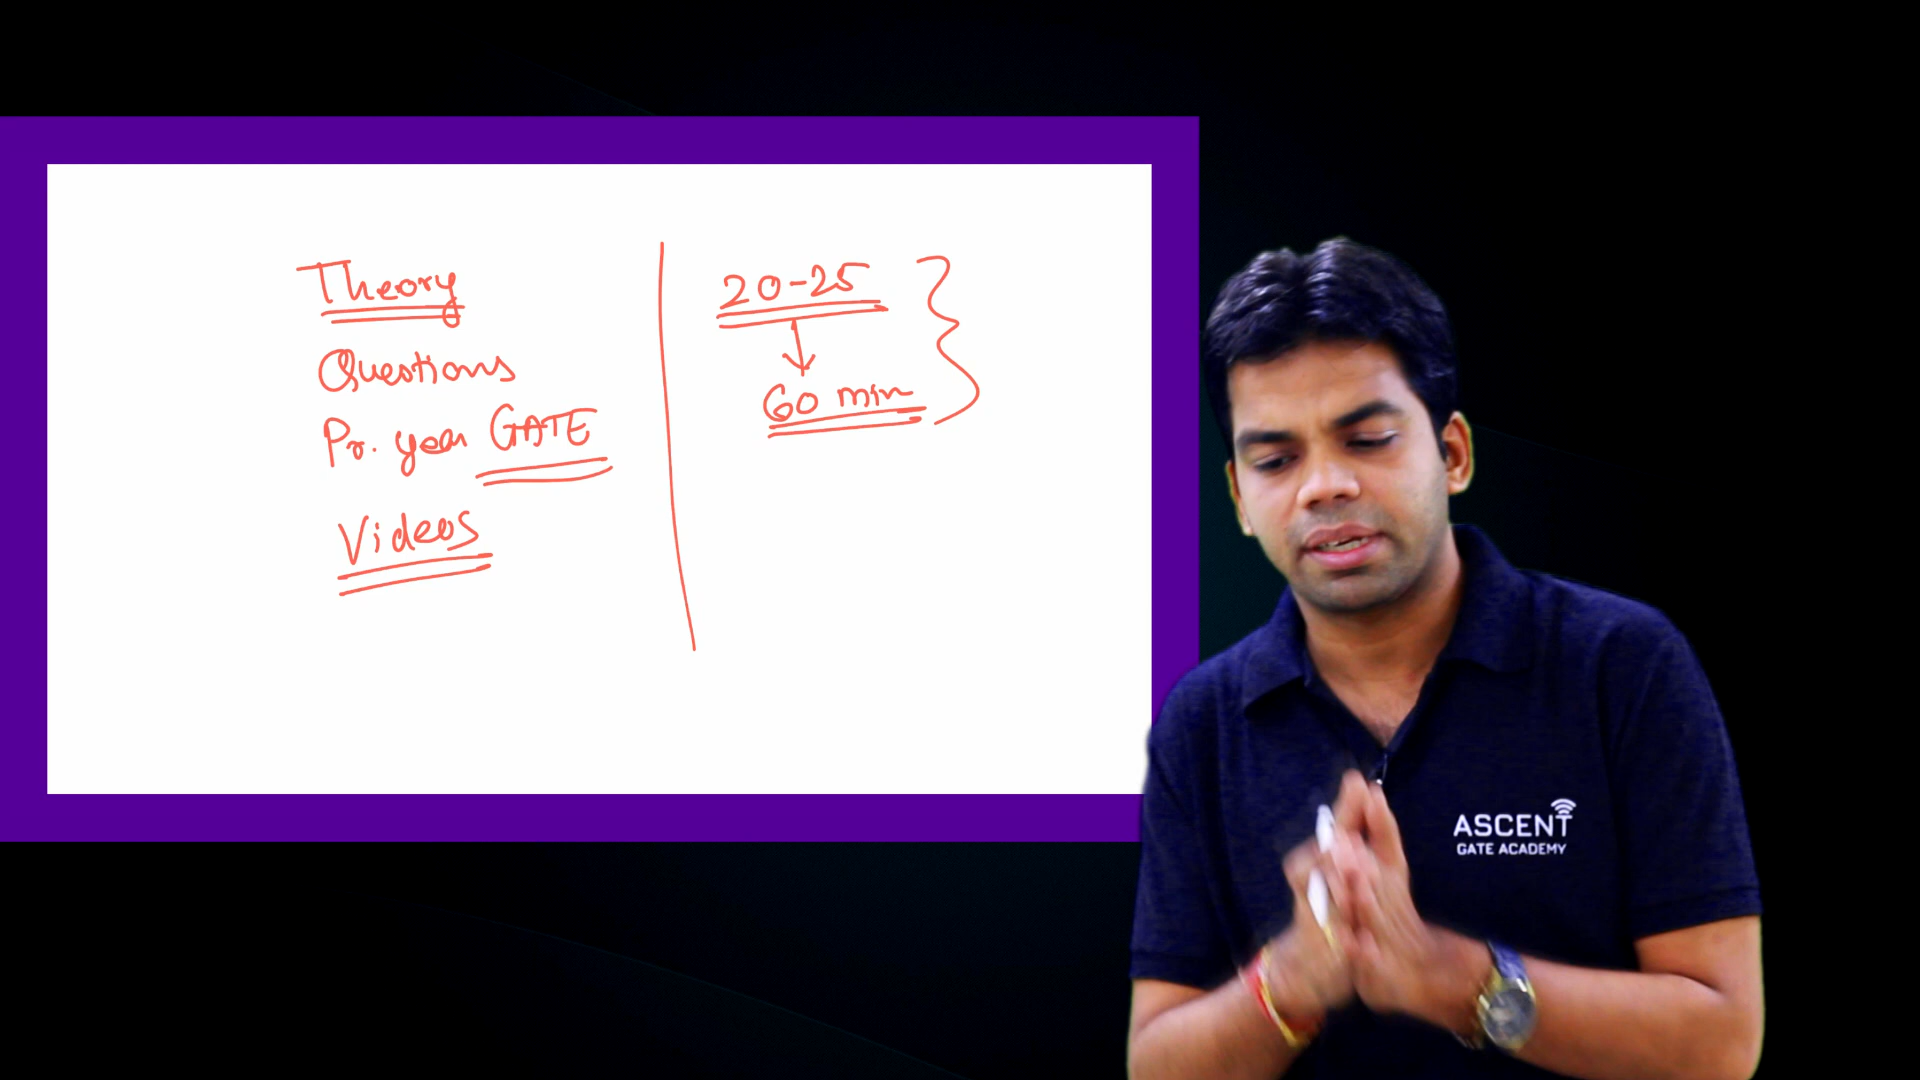 Theory
Questions
Pr. year GATE
Videos
20-25
60 min
ASCENT
GATE ACADEMY